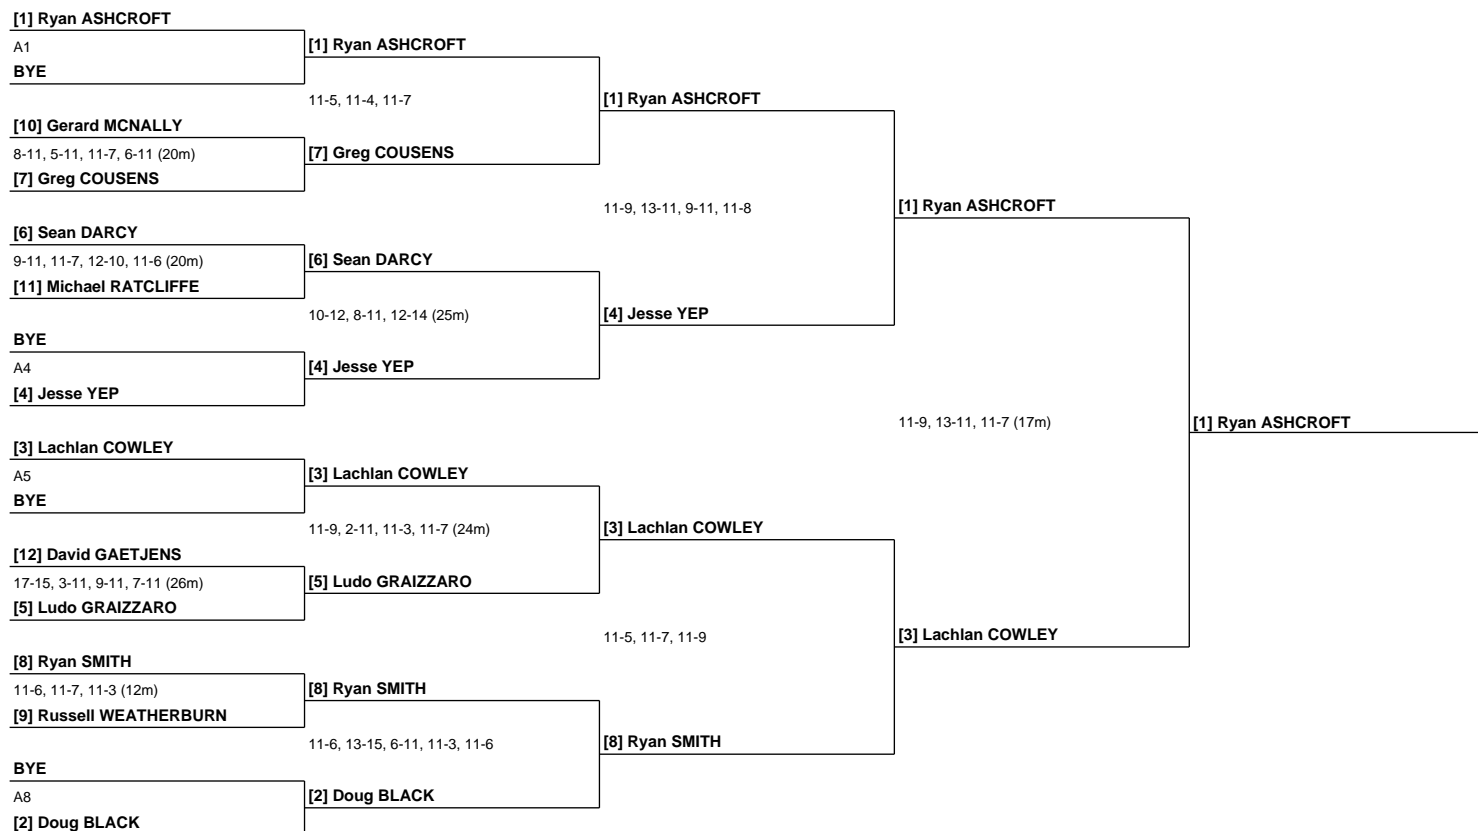 [1] Ryan ASHCROFT
A1
BYE
[10] Gerard MCNALLY
8-11, 5-11, 11-7, 6-11 (20m)
[7] Greg COUSENS
[6] Sean DARCY
9-11, 11-7, 12-10, 11-6 (20m)
[11] Michael RATCLIFFE
BYE
A4
[4] Jesse YEP
[3] Lachlan COWLEY
A5
BYE
[12] David GAETJENS
17-15, 3-11, 9-11, 7-11 (26m)
[5] Ludo GRAIZZARO
[8] Ryan SMITH
11-6, 11-7, 11-3 (12m)
[9] Russell WEATHERBURN
BYE
A8
[2] Doug BLACK
[1] Ryan ASHCROFT
11-5, 11-4, 11-7
[7] Greg COUSENS
[6] Sean DARCY
10-12, 8-11, 12-14 (25m)
[4] Jesse YEP
[3] Lachlan COWLEY
11-9, 2-11, 11-3, 11-7 (24m)
[5] Ludo GRAIZZARO
[8] Ryan SMITH
11-6, 13-15, 6-11, 11-3, 11-6
[2] Doug BLACK
[1] Ryan ASHCROFT
11-9, 13-11, 9-11, 11-8
[4] Jesse YEP
[3] Lachlan COWLEY
11-5, 11-7, 11-9
[8] Ryan SMITH
[1] Ryan ASHCROFT
11-9, 13-11, 11-7 (17m)
[3] Lachlan COWLEY
[1] Ryan ASHCROFT